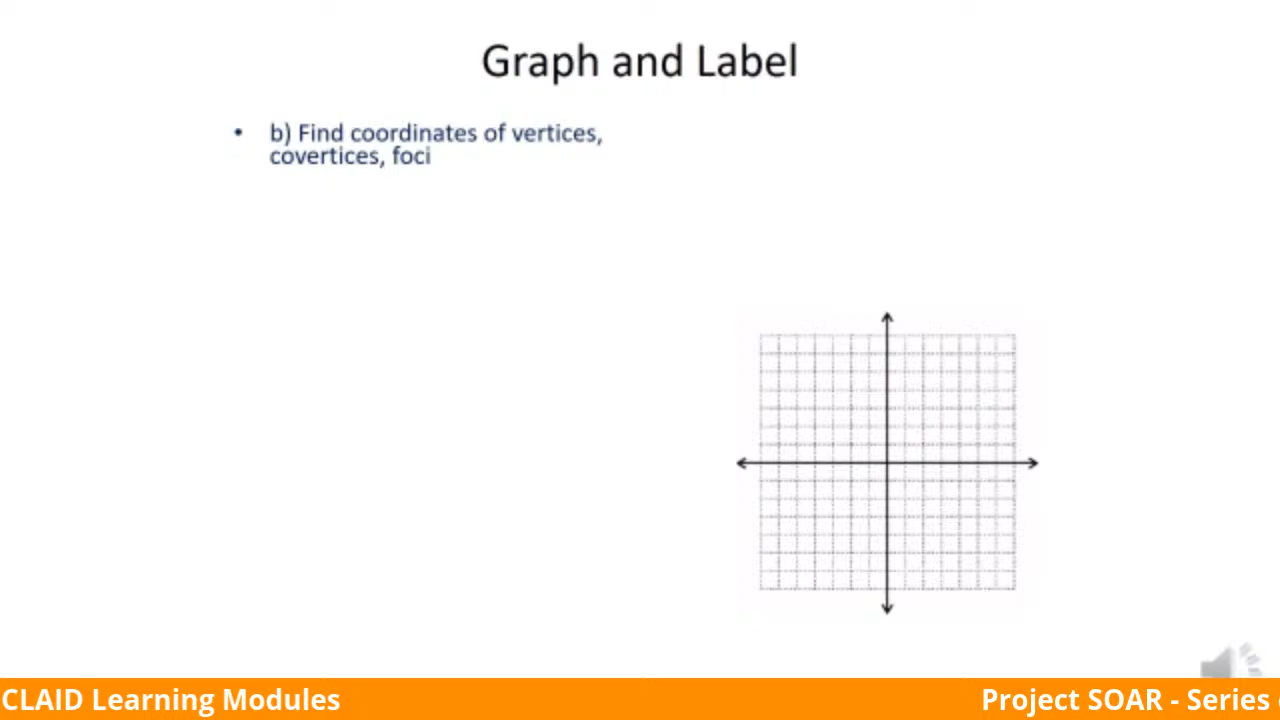 Graph and Label
• b) Find coordinates of vertices,
covertices, foci
CLAID Learning Modules
Project SOAR - Series